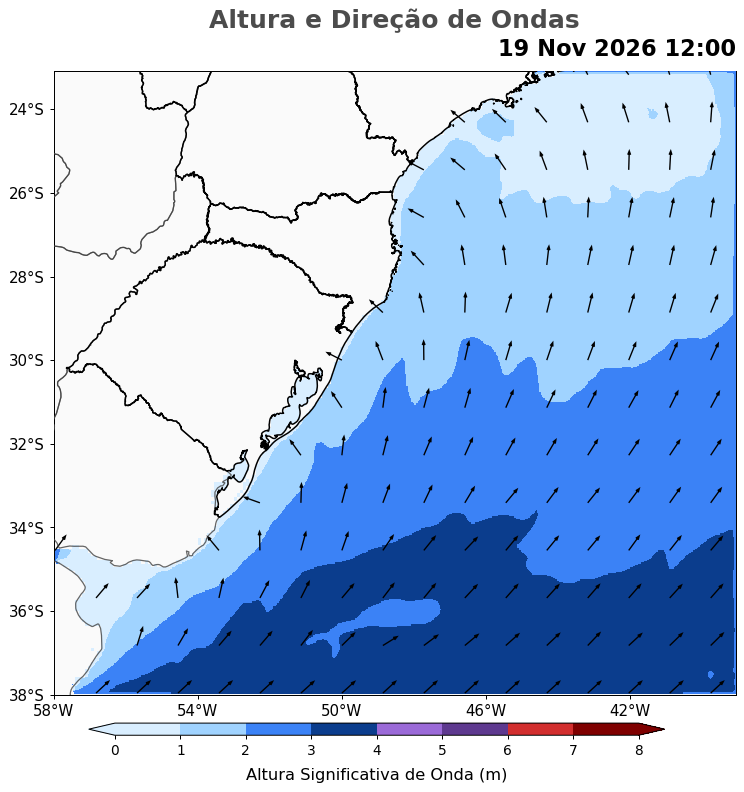 Altura e Direção de Ondas
19 Nov 2026 12:00
24°S
26°S
28°S
30°S
32°S
34°S
36°S
38°S
58°W 54°W 50°W 46°W 42°W
0 1 2 3 4 5 6 7 8
Altura Significativa de Onda (m)